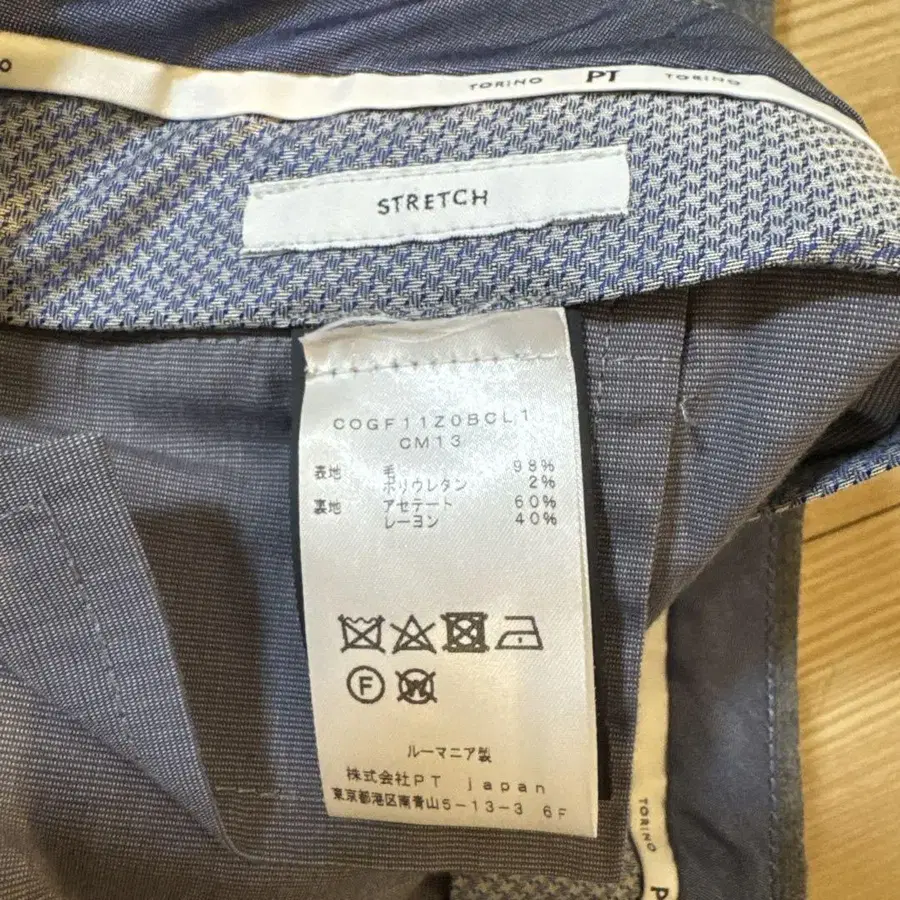 O
TORINO PT TORINO
STRETCH
COGF11Z0BCL1
CM13
表地 毛 98%
ポリウレタン 2%
裏地 アセテート 60%
レーヨン 40%
F W
ルーマニア製
株式会社PT japan
東京都港区南青山5-13-3 6F
TORINO
P